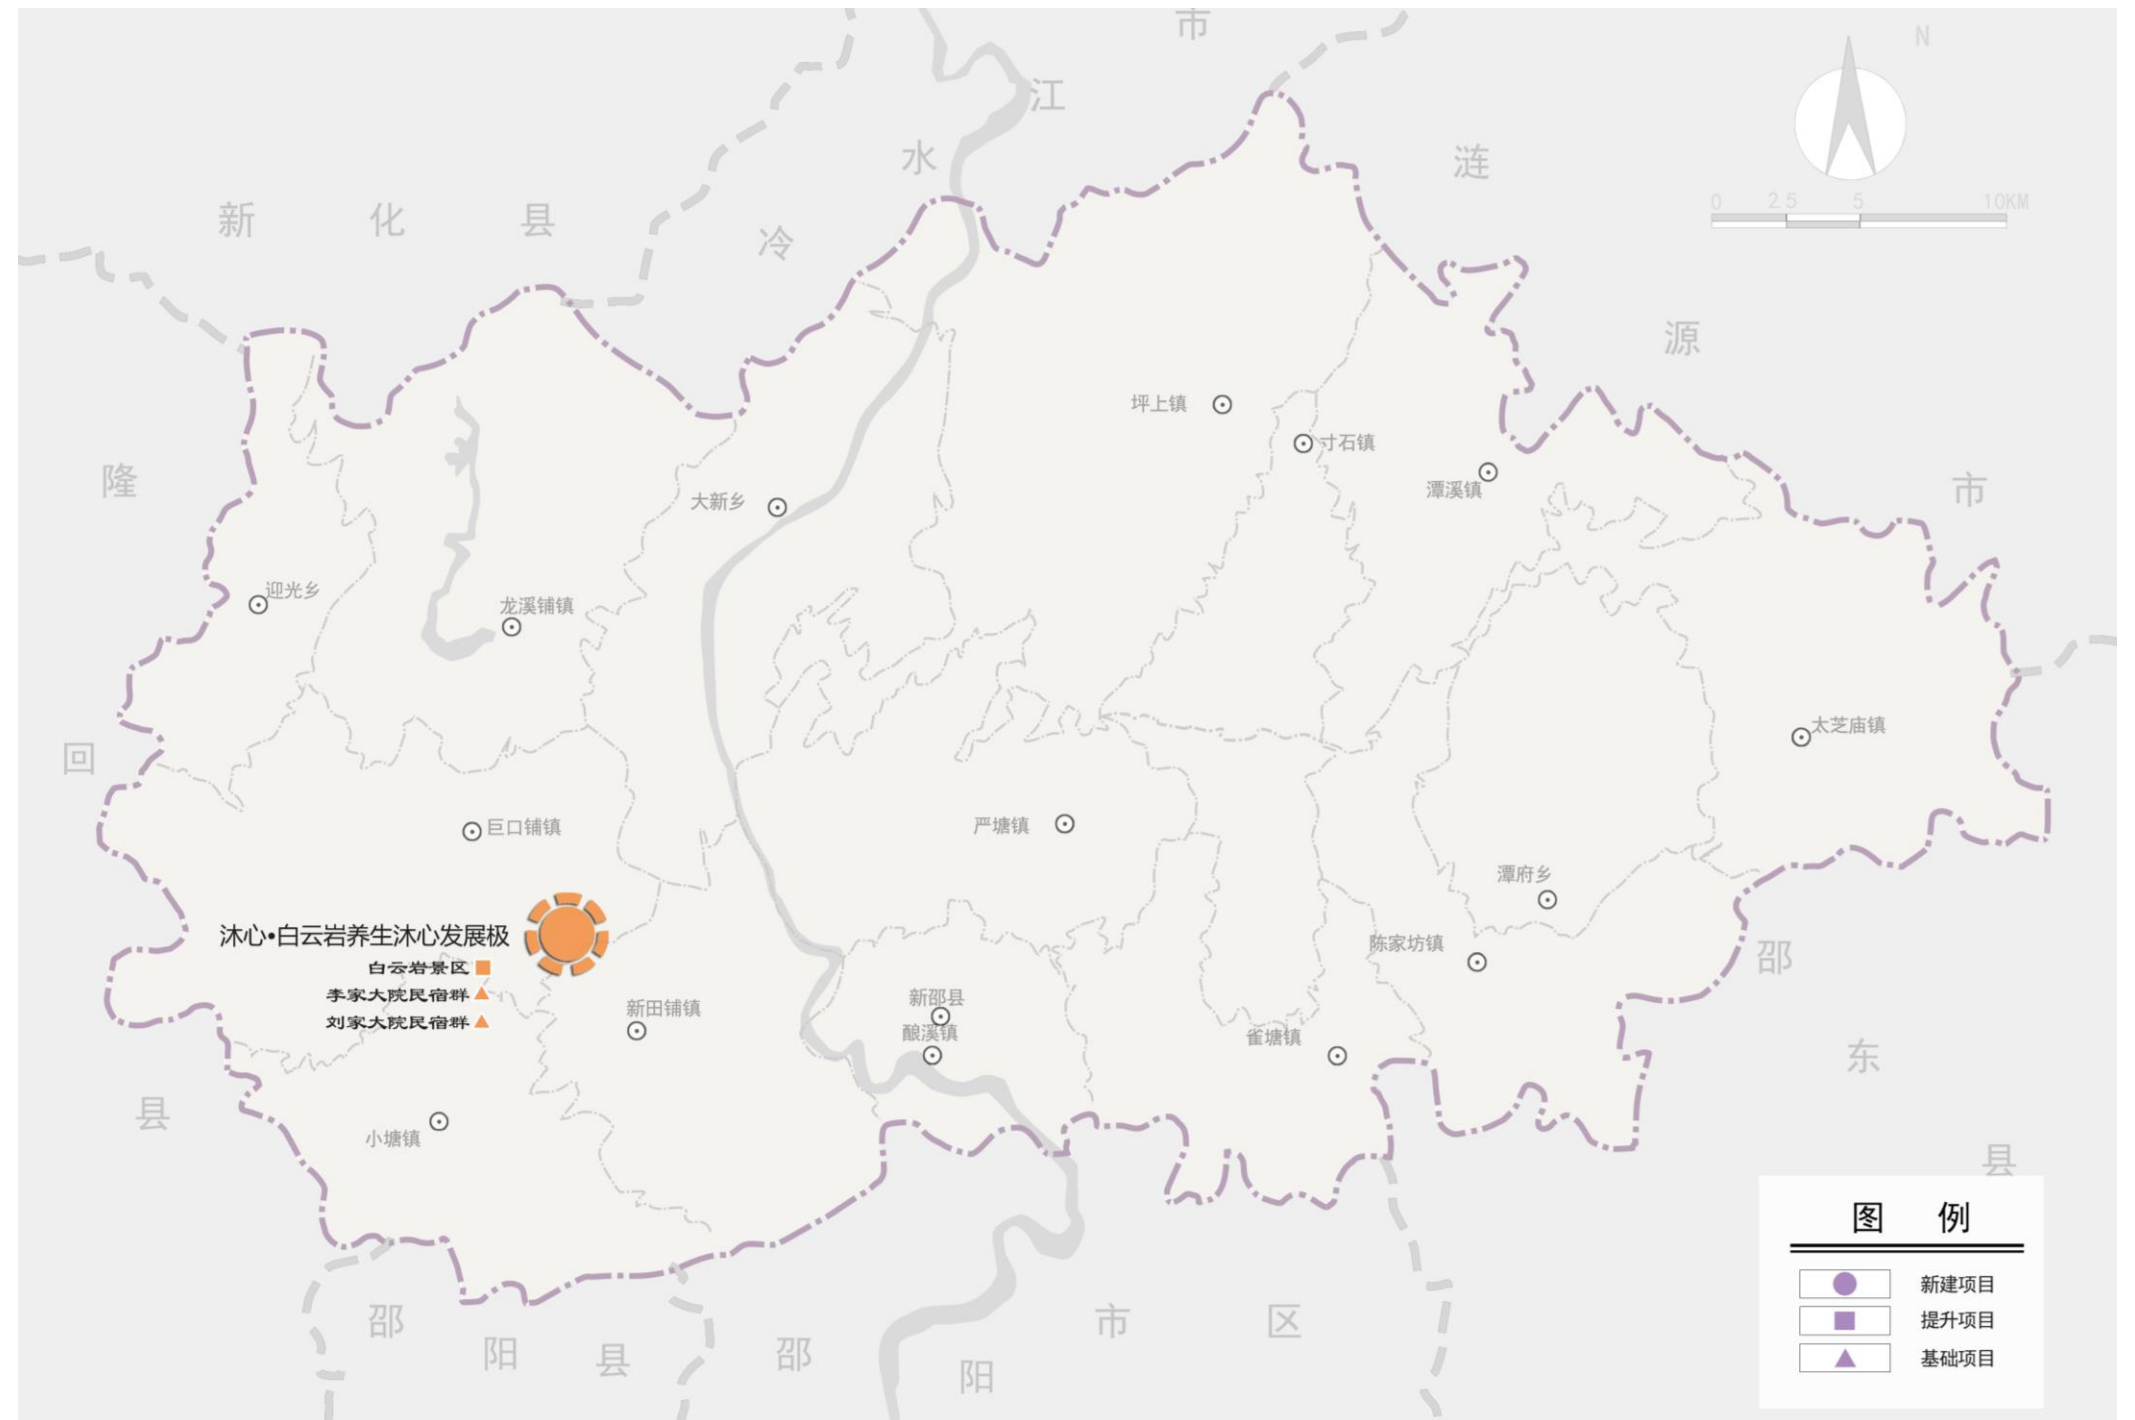 市
江
N
水
涟
0 2.5 5 10KM
新化县
冷
源
坪上镇
寸石镇
隆
潭溪镇
市
大新乡
迎光乡
龙溪铺镇
太芝庙镇
回
巨口铺镇
严塘镇
潭府乡
沐心•白云岩养生沐心发展极
陈家坊镇
邵
白云岩景区
李家大院民宿群
新邵县
新田铺镇
刘家大院民宿群
酿溪镇
雀塘镇
东
县
小塘镇
县
图 例
新建项目
提升项目
基础项目
邵阳县
邵阳市区